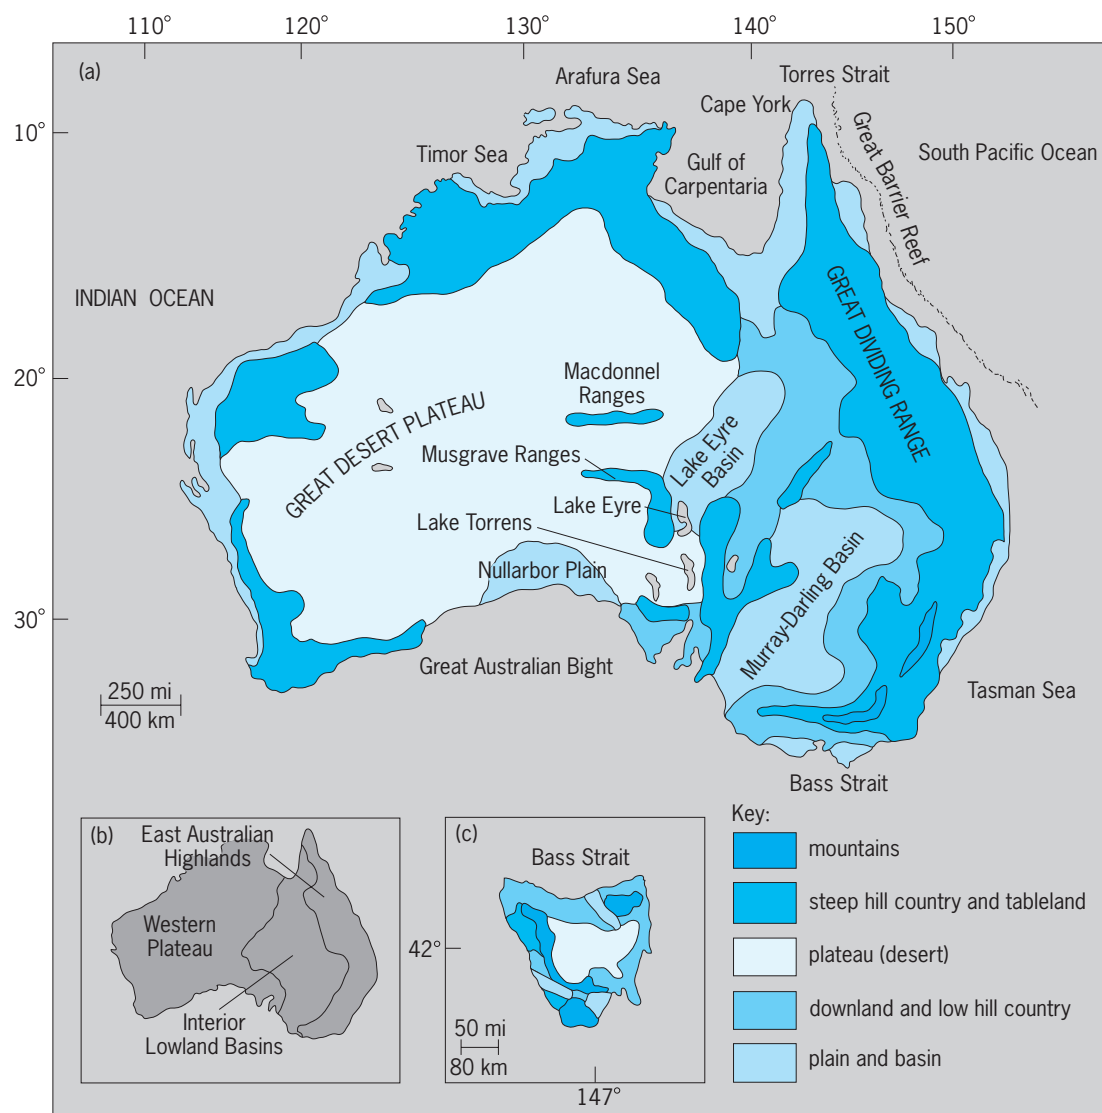 110°
120°
130°
140°
150°
(a)
Arafura Sea
Torres Strait
Cape York
10°
Great Barrier Reef
Timor Sea
Gulf of
Carpentaria
South Pacific Ocean
INDIAN OCEAN
GREAT DIVIDING RANGE
20°
Macdonnel
Ranges
GREAT DESERT PLATEAU
Musgrave Ranges
Lake Eyre
Basin
Lake Eyre
Lake Torrens
Nullarbor Plain
Murray-Darling Basin
30°
Great Australian Bight
250 mi
400 km
Tasman Sea
Bass Strait
(b)
East Australian
Highlands
Western
Plateau
Interior
Lowland Basins
(c)
Bass Strait
42°
50 mi
80 km
147°
Key:
mountains
steep hill country and tableland
plateau (desert)
downland and low hill country
plain and basin